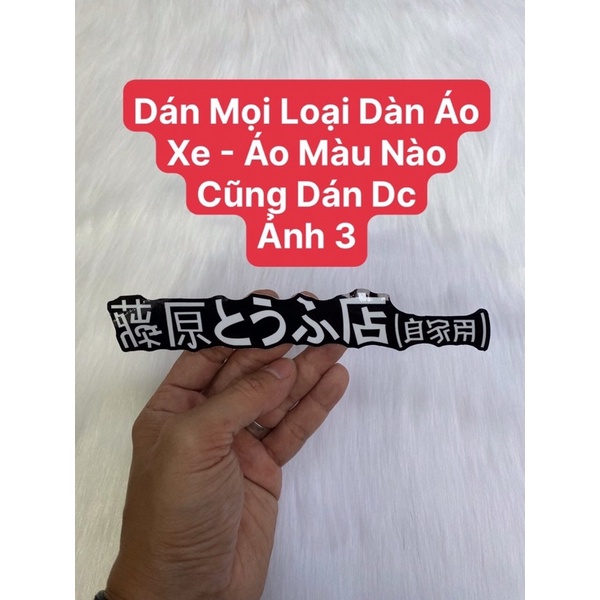 Dán Mọi Loại Dàn Áo
Xe - Áo Màu Nào
Cũng Dán Dc
Ảnh 3
藤原とうふ店(自家用)